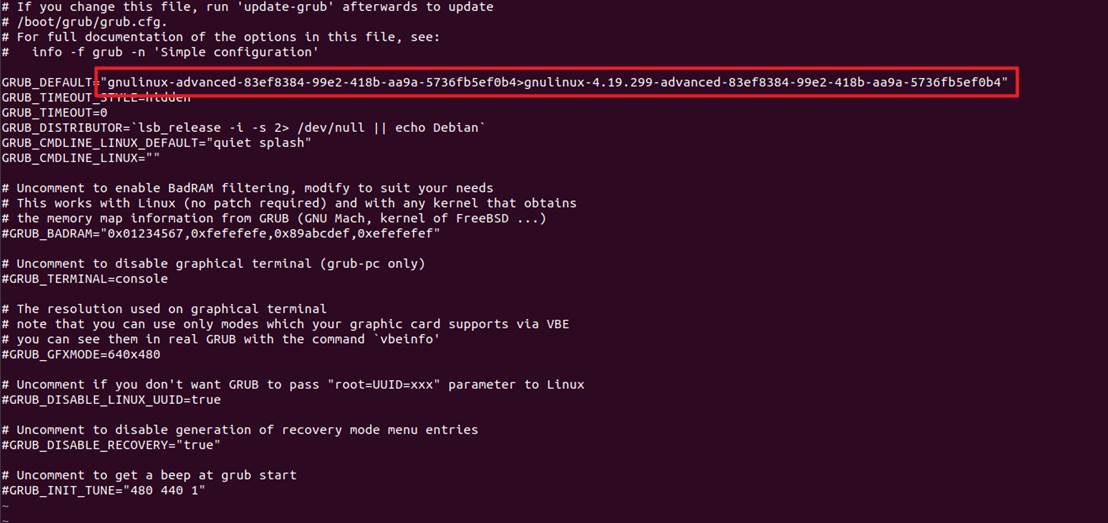 # If you change this file, run 'update-grub' afterwards to update
# /boot/grub/grub.cfg.
# For full documentation of the options in this file, see:
#   info -f grub -n 'Simple configuration'
GRUB_DEFAULT="gnulinux-advanced-83ef8384-99e2-418b-aa9a-5736fb5ef0b4>gnulinux-4.19.299-advanced-83ef8384-99e2-418b-aa9a-5736fb5ef0b4"
GRUB_TIMEOUT_STYLE=hidden
GRUB_TIMEOUT=0
GRUB_DISTRIBUTOR=`lsb_release -i -s 2> /dev/null || echo Debian`
GRUB_CMDLINE_LINUX_DEFAULT="quiet splash"
GRUB_CMDLINE_LINUX=""
# Uncomment to enable BadRAM filtering, modify to suit your needs
# This works with Linux (no patch required) and with any kernel that obtains
# the memory map information from GRUB (GNU Mach, kernel of FreeBSD ...)
#GRUB_BADRAM="0x01234567,0xfefefefe,0x89abcdef,0xefefefef"
# Uncomment to disable graphical terminal (grub-pc only)
#GRUB_TERMINAL=console
# The resolution used on graphical terminal
# note that you can use only modes which your graphic card supports via VBE
# you can see them in real GRUB with the command `vbeinfo'
#GRUB_GFXMODE=640x480
# Uncomment if you don't want GRUB to pass "root=UUID=xxx" parameter to Linux
#GRUB_DISABLE_LINUX_UUID=true
# Uncomment to disable generation of recovery mode menu entries
#GRUB_DISABLE_RECOVERY="true"
# Uncomment to get a beep at grub start
#GRUB_INIT_TUNE="480 440 1"
~
~